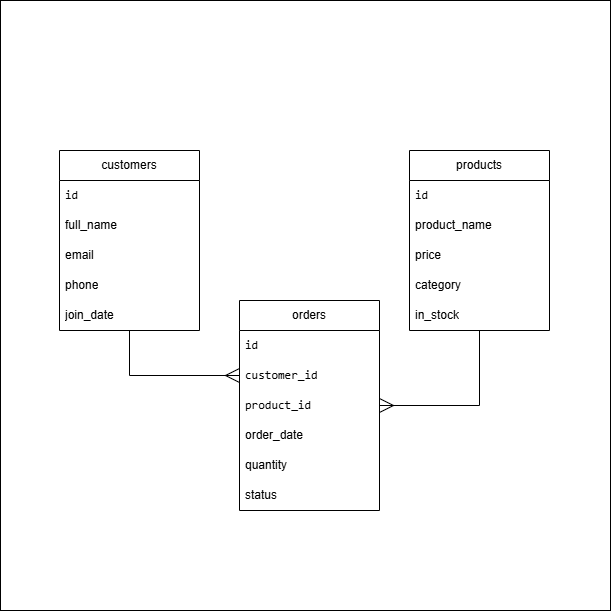 customers
id
full_name
email
phone
join_date
products
id
product_name
price
category
in_stock
orders
id
customer_id
product_id
order_date
quantity
status